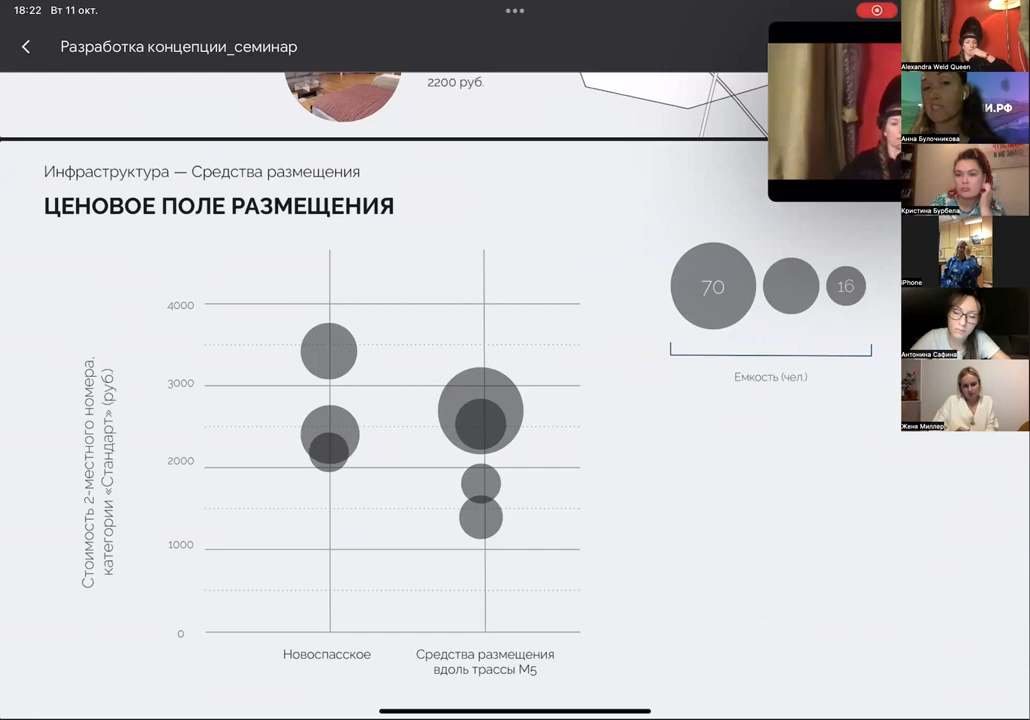 18:22 Вт 11 окт.
Разработка концепции_семинар
2200 руб.
Инфраструктура — Средства размещения
ЦЕНОВОЕ ПОЛЕ РАЗМЕЩЕНИЯ
Стоимость 2-местного номера,
категории «Стандарт» (руб.)
4000
3000
2000
1000
0
Новоспасское
Средства размещения
вдоль трассы М5
70
16
Емкость (чел.)
Alexandra Weld Queen
И.РФ
Анна Булочникова
Кристина Бурбела
iPhone
Антонина Сафина
Женя Миллер